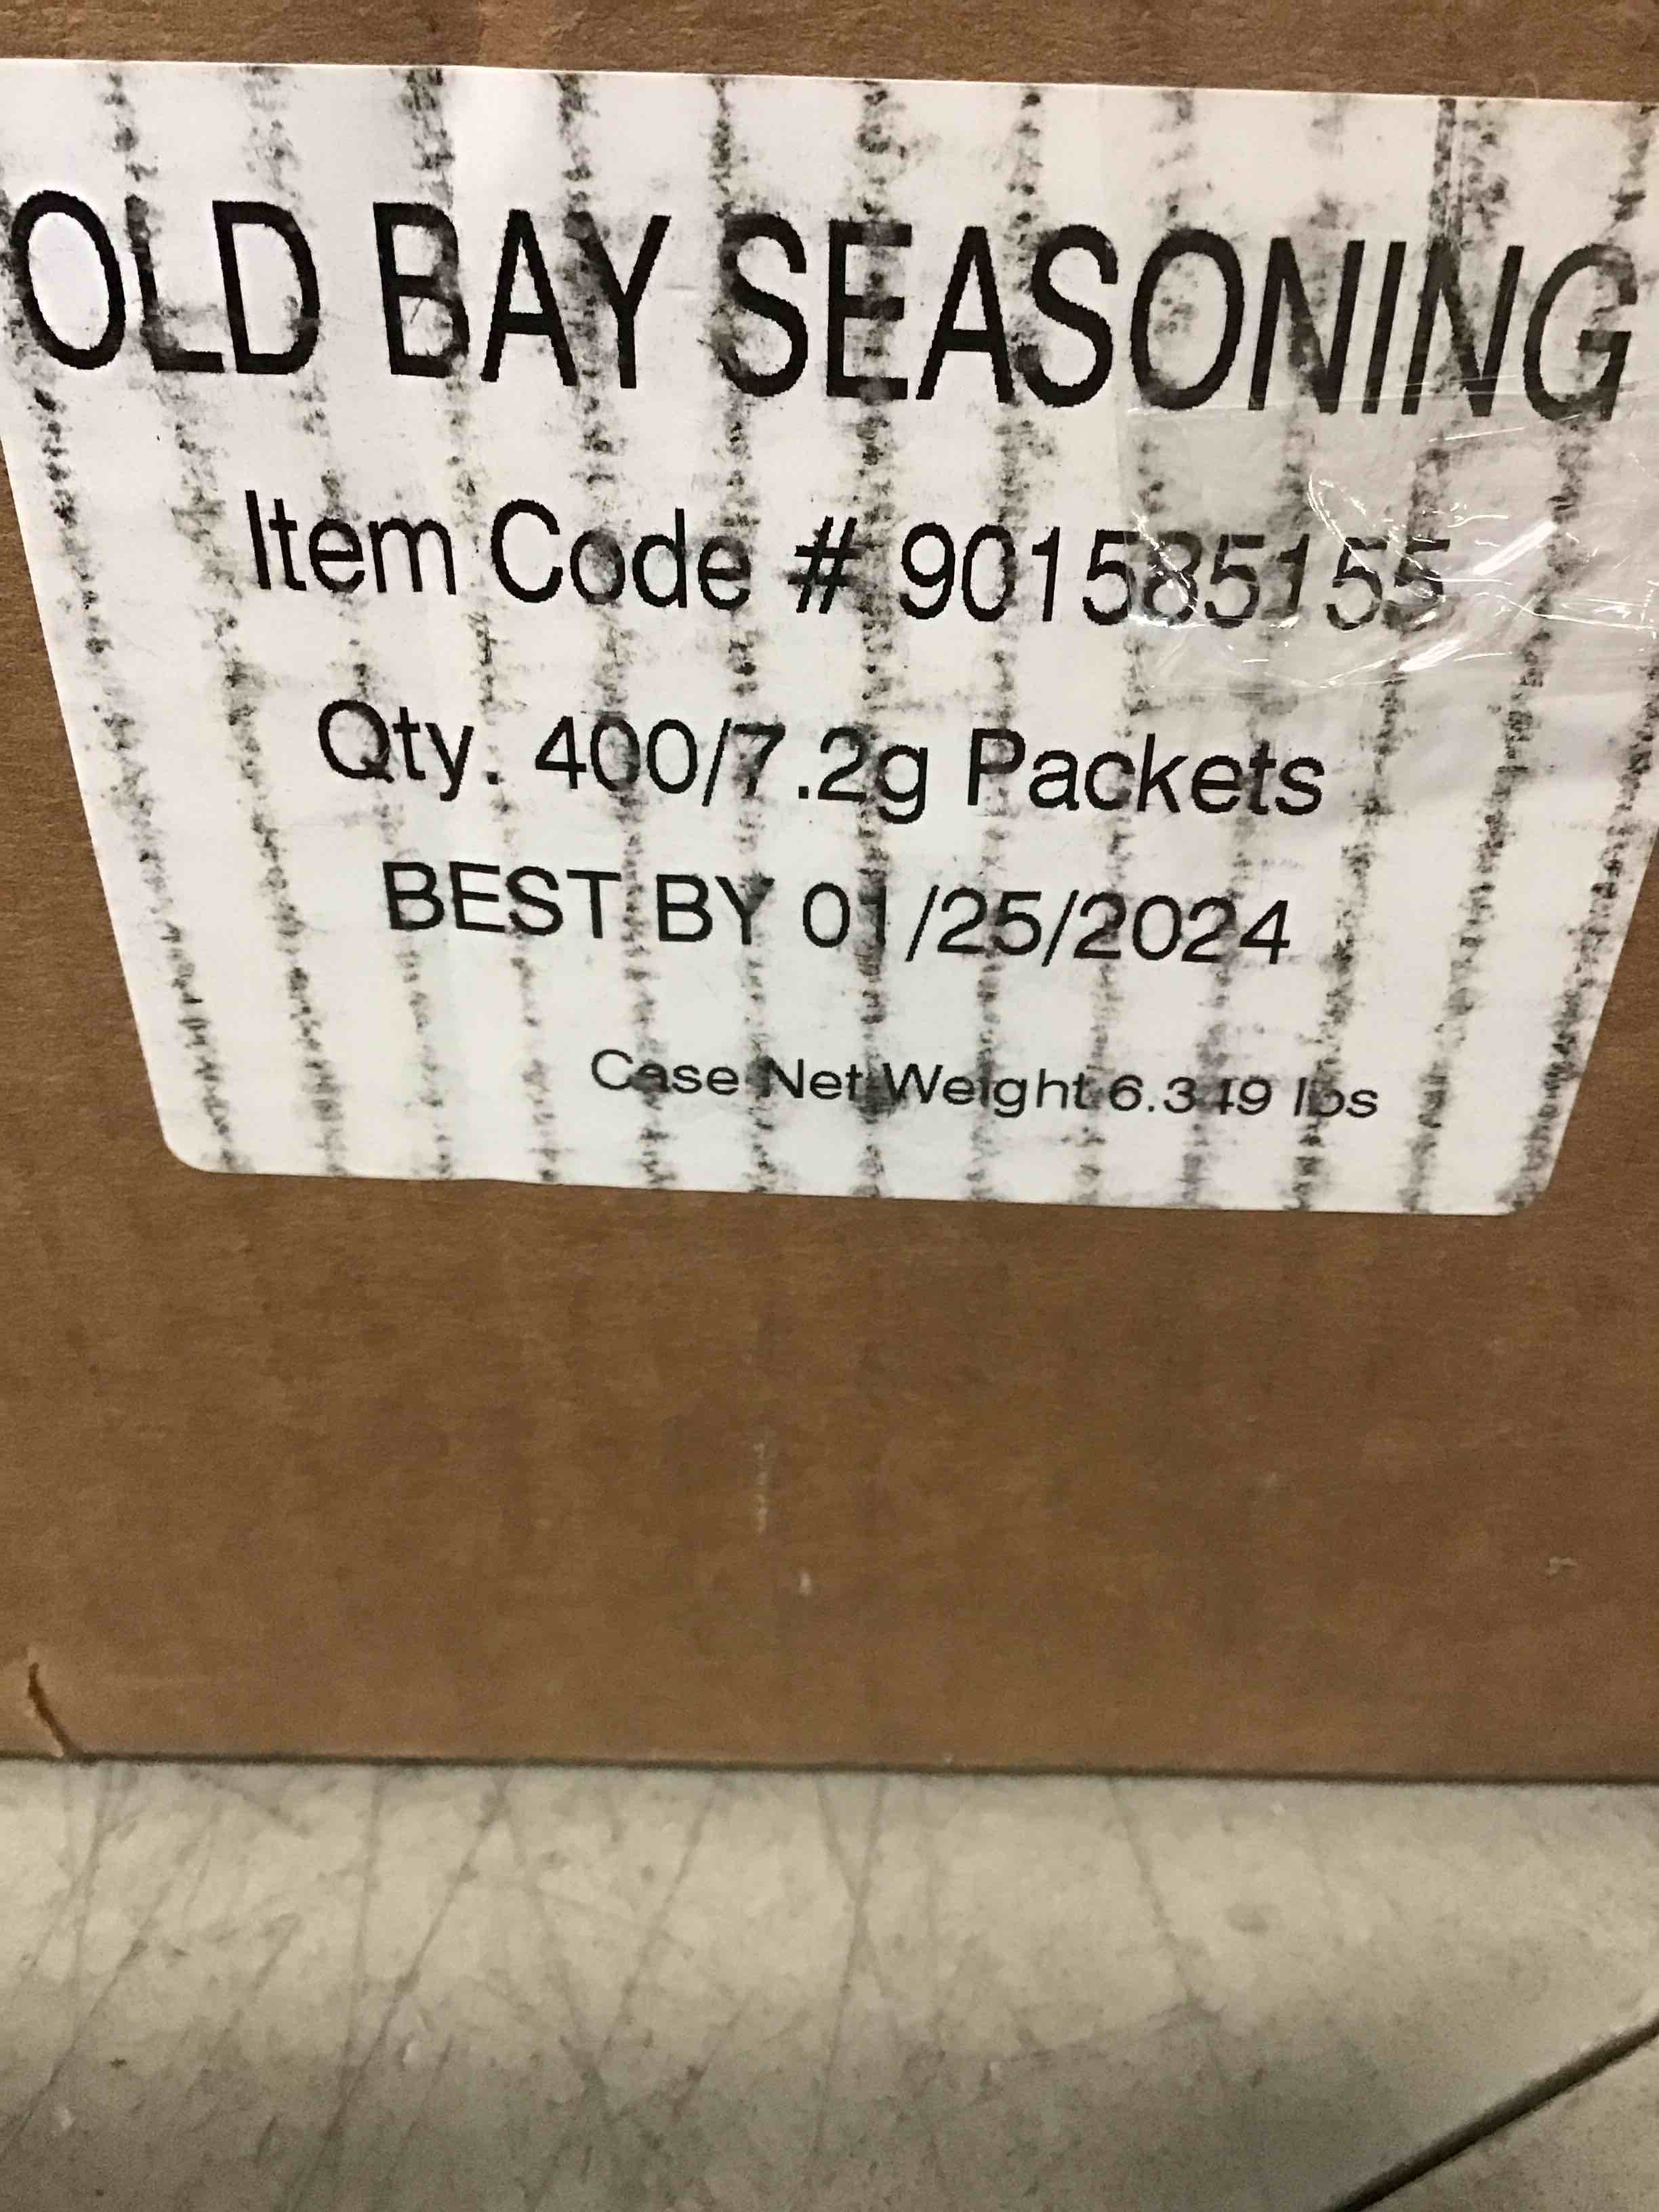 OLD BAY SEASONING
Item Code # 901585155
Qty. 400/7.2g Packets
BEST BY 01/25/2024
Case Net Weight 6.349 lbs